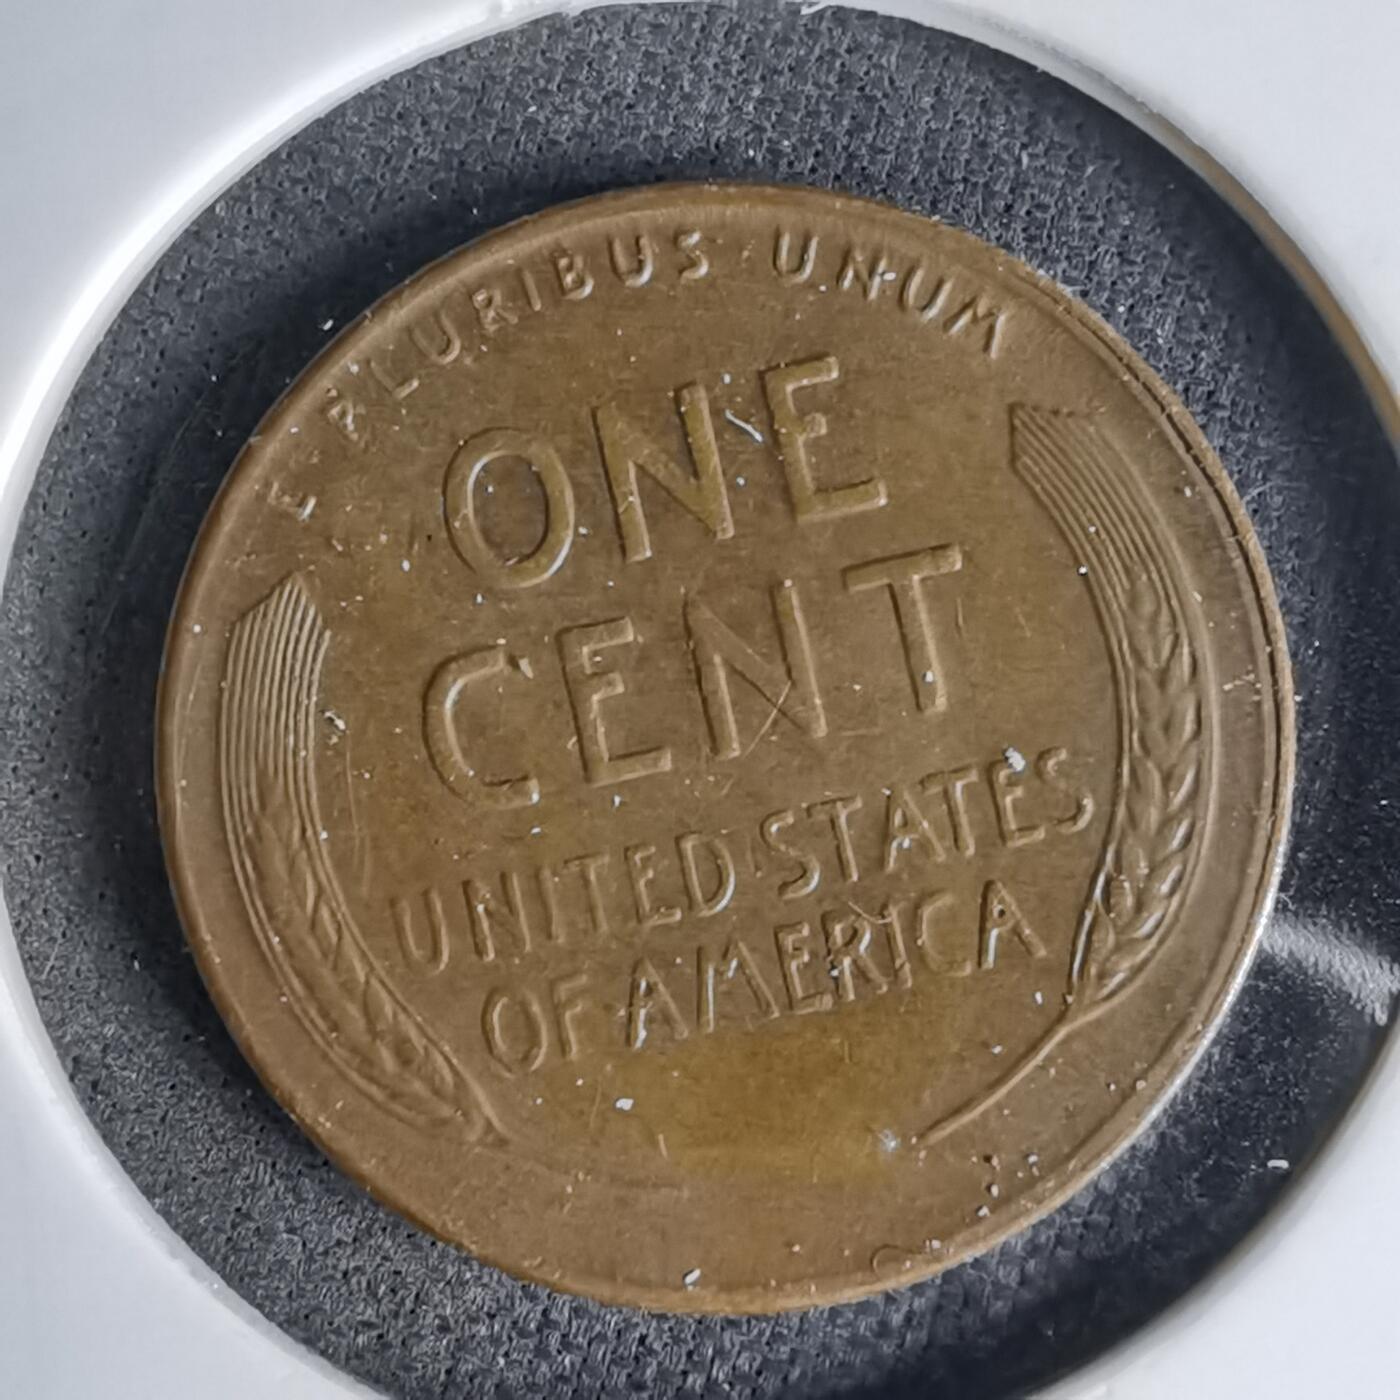 E PLURIBUS UNUM
ONE
CENT
UNITED STATES
OF AMERICA